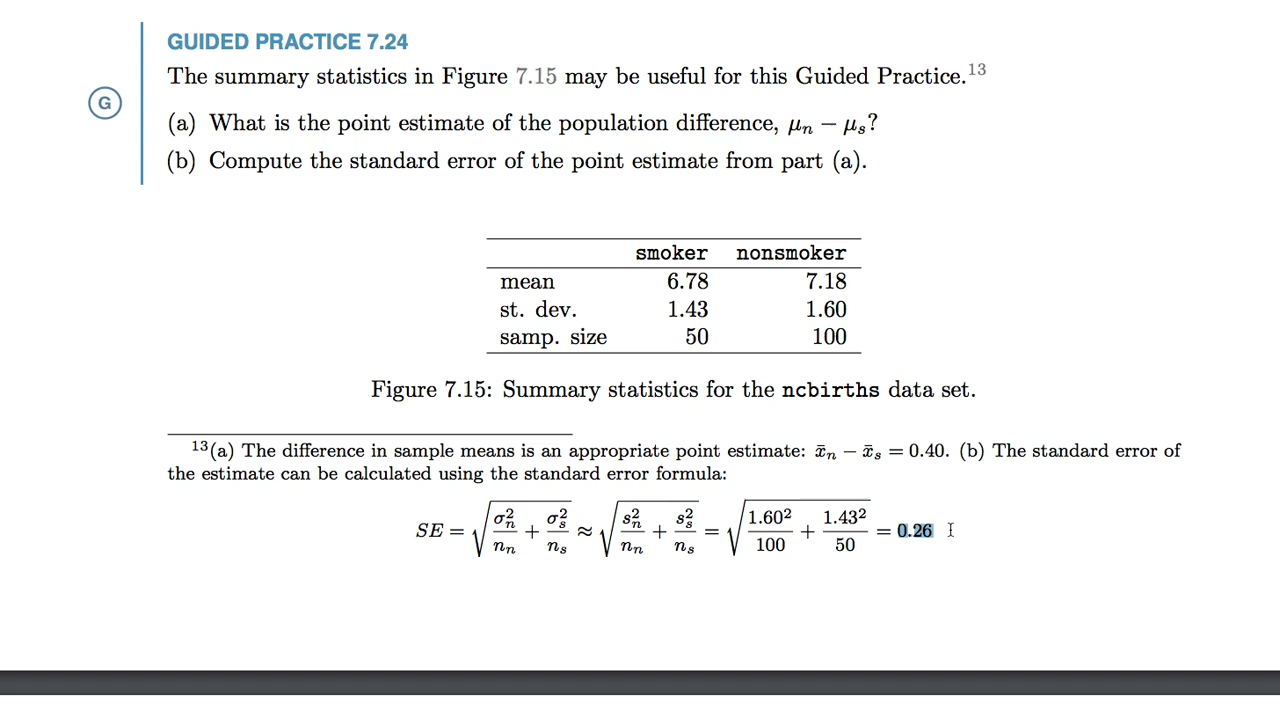 GUIDED PRACTICE 7.24
The summary statistics in Figure 7.15 may be useful for this Guided Practice.¹³
G
(a) What is the point estimate of the population difference, μₙ − μₛ?
(b) Compute the standard error of the point estimate from part (a).
smoker nonsmoker
mean 6.78 7.18
st. dev. 1.43 1.60
samp. size 50 100
Figure 7.15: Summary statistics for the ncbirths data set.
¹³(a) The difference in sample means is an appropriate point estimate: x̄ₙ − x̄ₛ = 0.40. (b) The standard error of
the estimate can be calculated using the standard error formula:
SE = √(σₙ²/nₙ + σₛ²/nₛ) ≈ √(sₙ²/nₙ + sₛ²/nₛ) = √(1.60²/100 + 1.43²/50) = 0.26